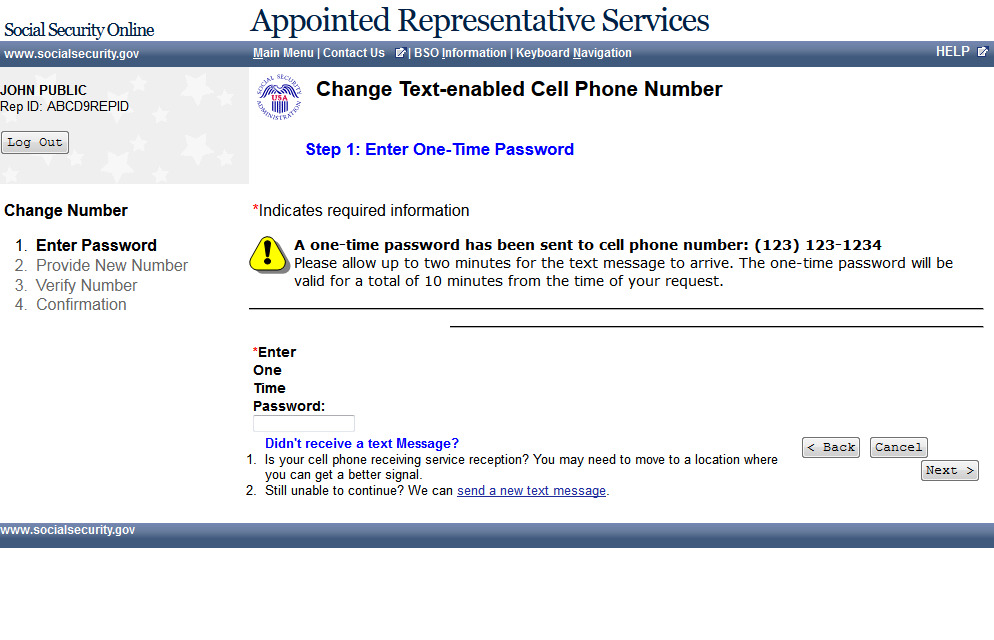 Social Security Online
Appointed Representative Services
www.socialsecurity.gov
Main Menu | Contact Us | BSO Information | Keyboard Navigation
HELP
JOHN PUBLIC
Rep ID: ABCD9REPID
Log Out
SOCIAL SECURITY
USA
ADMINISTRATION
Change Text-enabled Cell Phone Number
Step 1: Enter One-Time Password
Change Number
1. Enter Password
2. Provide New Number
3. Verify Number
4. Confirmation
*Indicates required information
A one-time password has been sent to cell phone number: (123) 123-1234
Please allow up to two minutes for the text message to arrive. The one-time password will be
valid for a total of 10 minutes from the time of your request.
*Enter
One
Time
Password:
Didn't receive a text Message?
1. Is your cell phone receiving service reception? You may need to move to a location where
you can get a better signal.
2. Still unable to continue? We can send a new text message.
< Back
Cancel
Next >
www.socialsecurity.gov